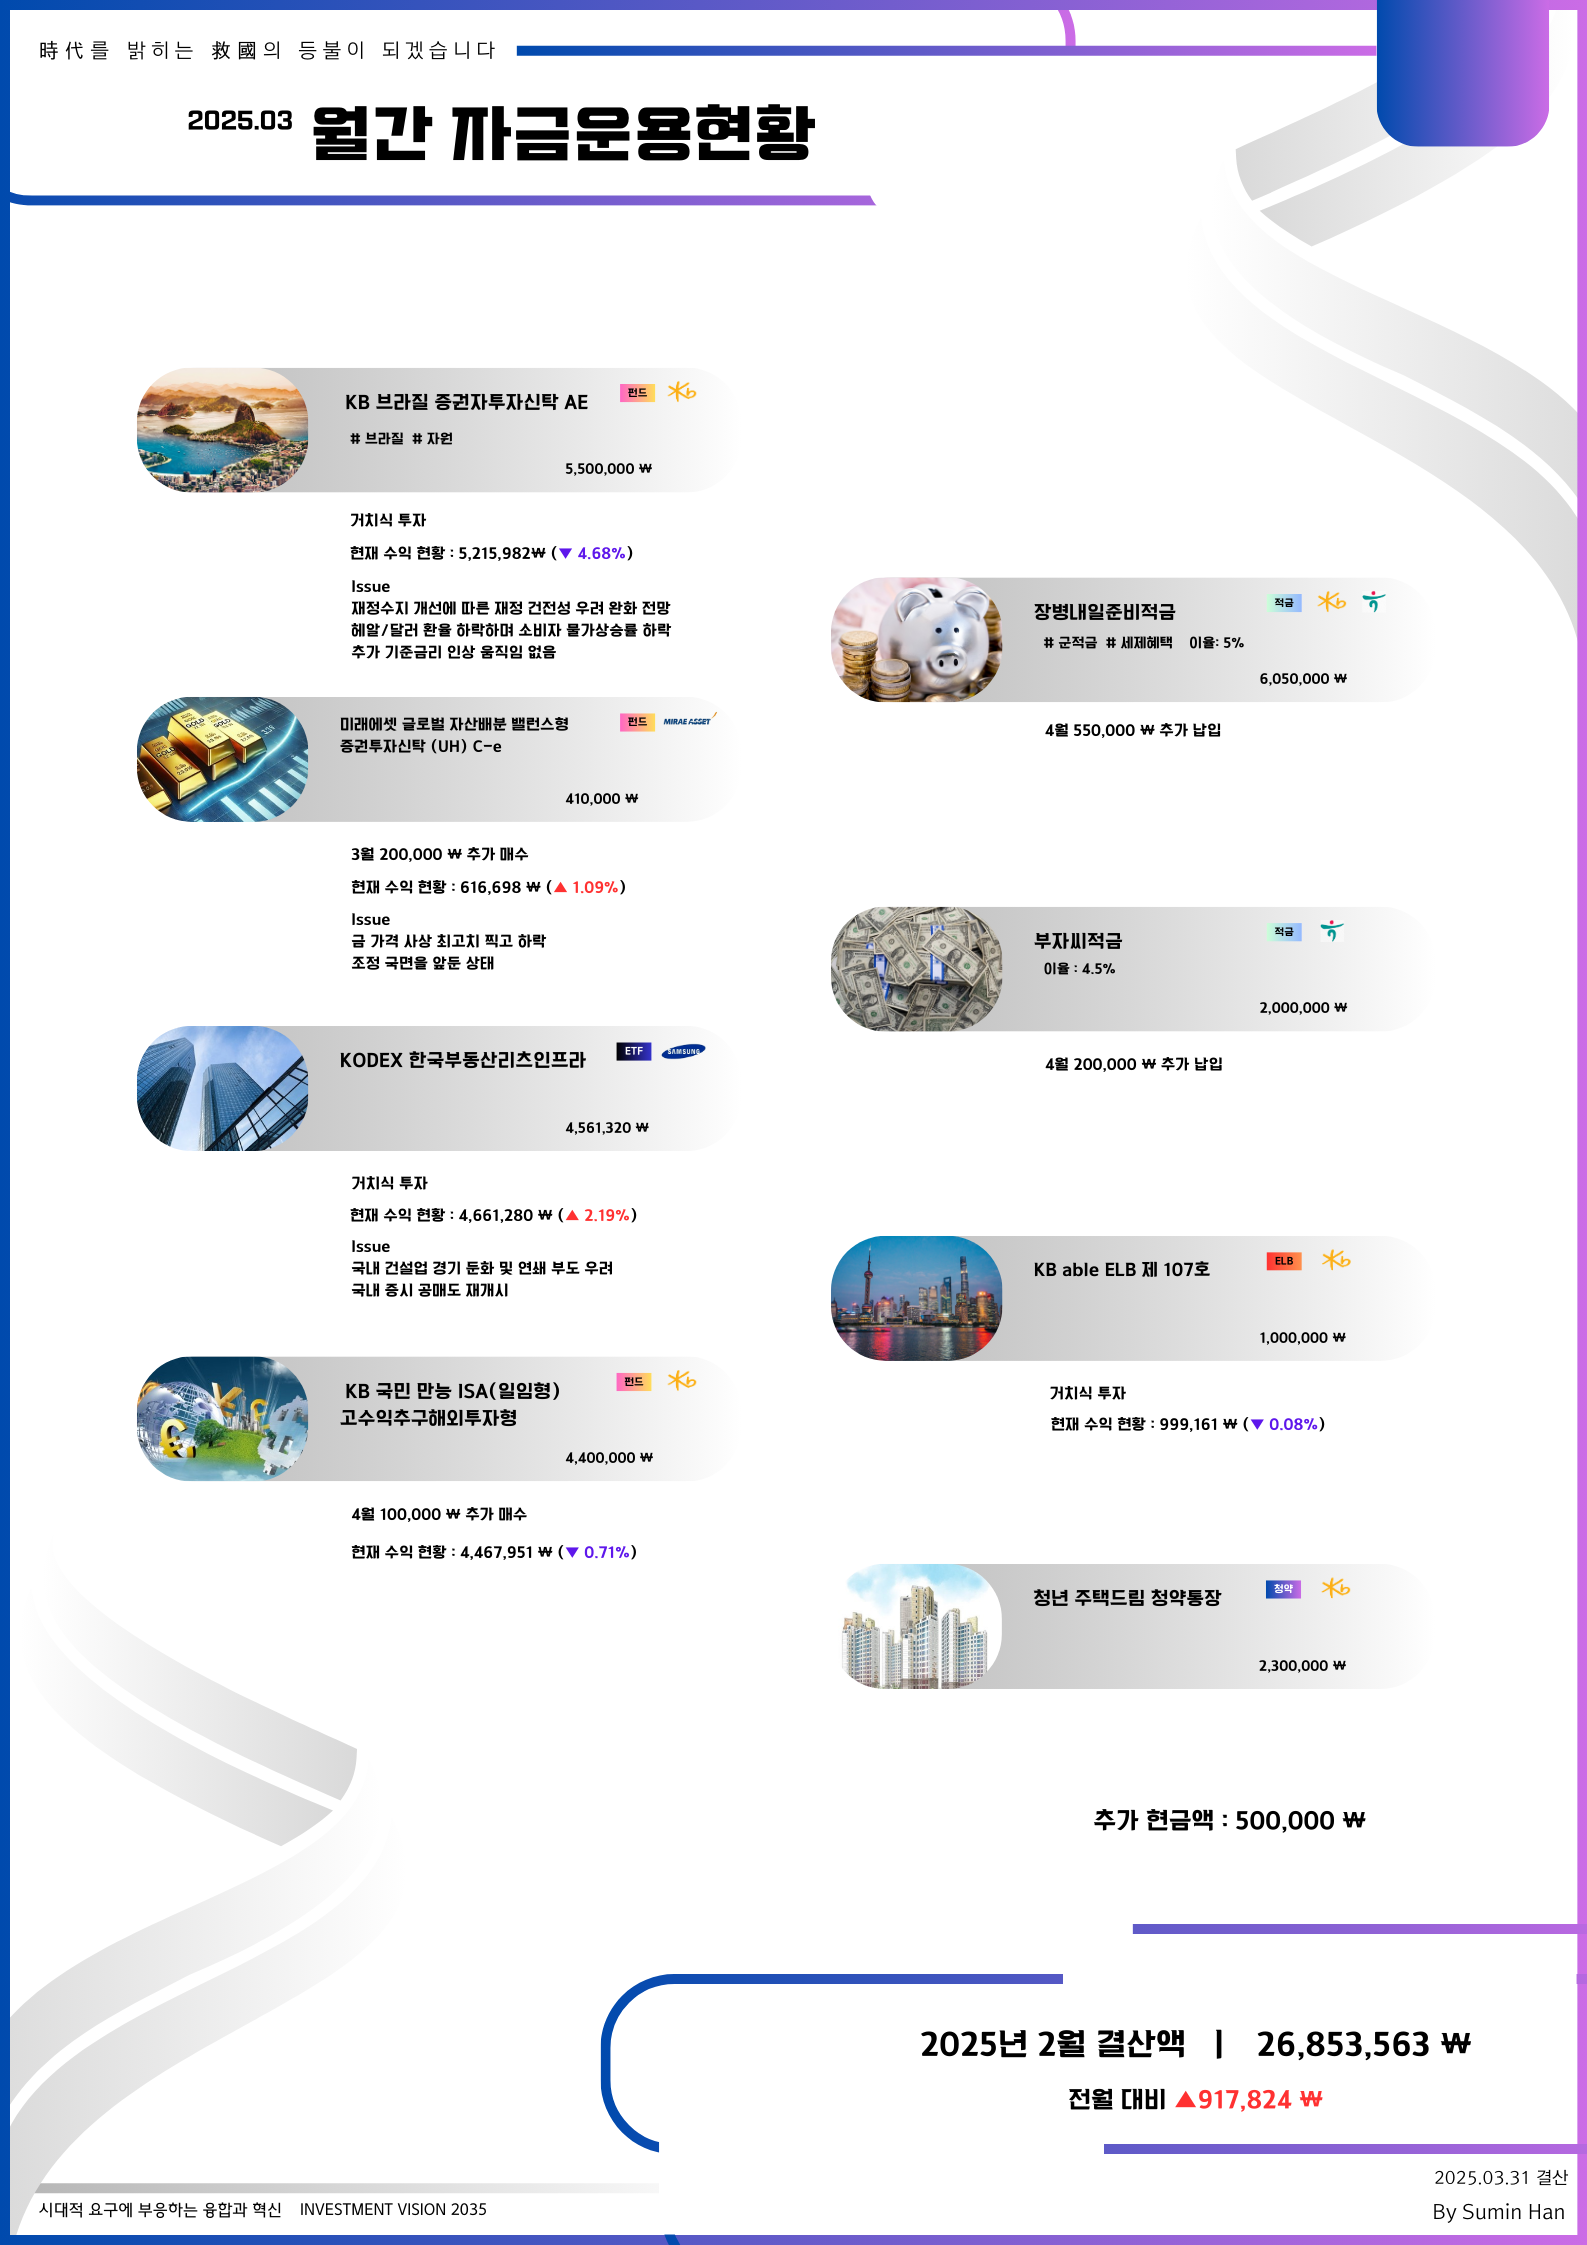 時代를 밝히는 救國의 등불이 되겠습니다
2025.03 월간 자금운용현황
KB 브라질 증권자투자신탁 AE 펀드 Kb
# 브라질 # 자원
5,500,000 ₩
거치식 투자
현재 수익 현황 : 5,215,982₩ (▼ 4.68%)
Issue
재정수지 개선에 따른 재정 건전성 우려 완화 전망
헤알/달러 환율 하락하며 소비자 물가상승률 하락
추가 기준금리 인상 움직임 없음
미래에셋 글로벌 자산배분 밸런스형 펀드 MIRAE ASSET
증권투자신탁 (UH) C-e
410,000 ₩
3월 200,000 ₩ 추가 매수
현재 수익 현황 : 616,698 ₩ (▲ 1.09%)
Issue
금 가격 사상 최고치 찍고 하락
조정 국면을 앞둔 상태
KODEX 한국부동산리츠인프라 ETF SAMSUNG
4,561,320 ₩
거치식 투자
현재 수익 현황 : 4,661,280 ₩ (▲ 2.19%)
Issue
국내 건설업 경기 둔화 및 연쇄 부도 우려
국내 증시 공매도 재개시
KB 국민 만능 ISA(일임형) 펀드 Kb
고수익추구해외투자형
4,400,000 ₩
4월 100,000 ₩ 추가 매수
현재 수익 현황 : 4,467,951 ₩ (▼ 0.71%)
장병내일준비적금 적금 Kb
# 군적금 # 세제혜택 이율: 5%
6,050,000 ₩
4월 550,000 ₩ 추가 납입
부자씨적금 적금
이율 : 4.5%
2,000,000 ₩
4월 200,000 ₩ 추가 납입
KB able ELB 제 107호 ELB Kb
1,000,000 ₩
거치식 투자
현재 수익 현황 : 999,161 ₩ (▼ 0.08%)
청년 주택드림 청약통장 청약 Kb
2,300,000 ₩
추가 현금액 : 500,000 ₩
2025년 2월 결산액 | 26,853,563 ₩
전월 대비 ▲917,824 ₩
2025.03.31 결산
By Sumin Han
시대적 요구에 부응하는 융합과 혁신 INVESTMENT VISION 2035